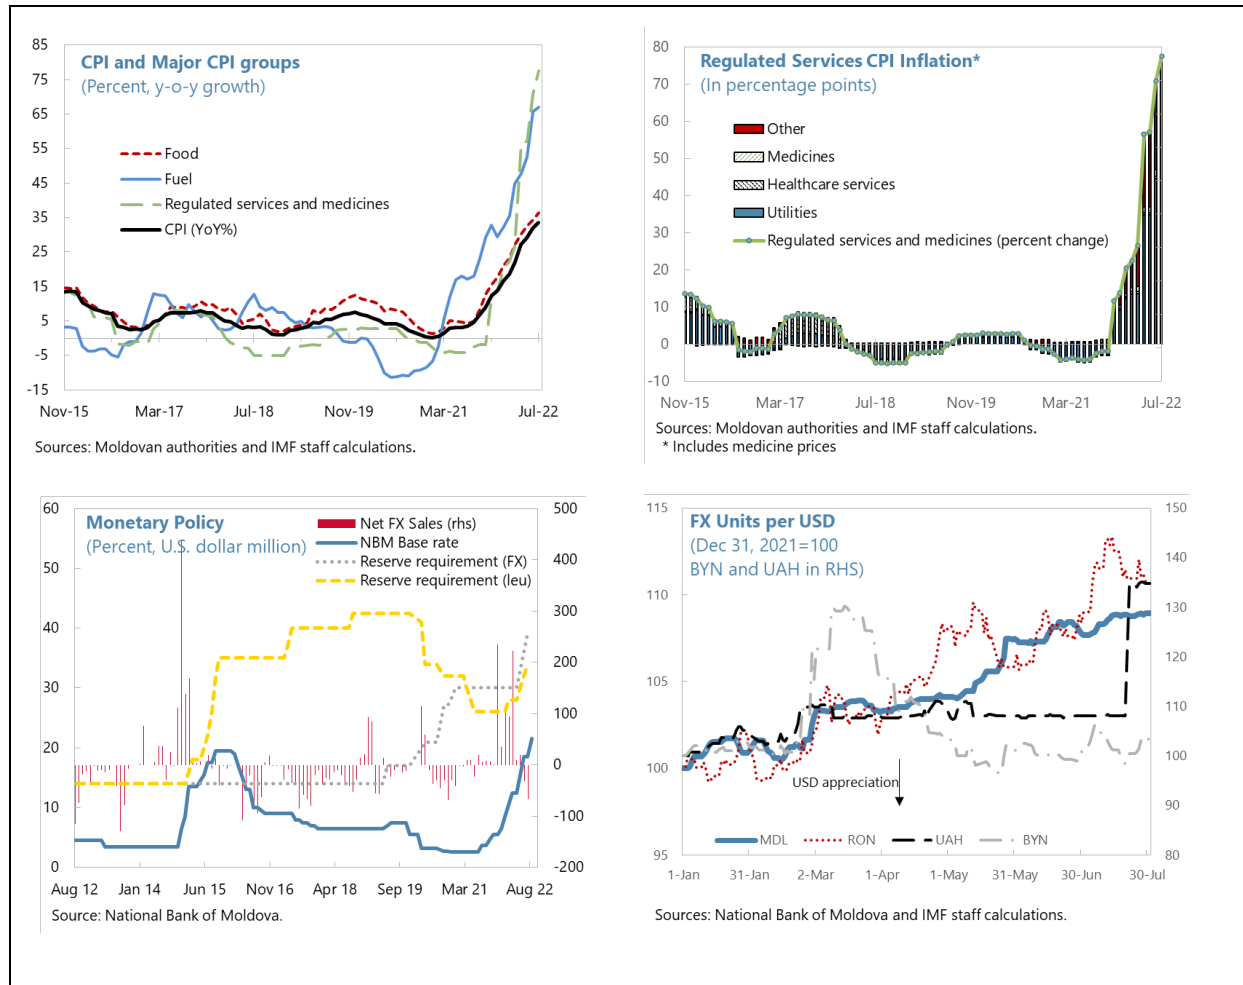 CPI and Major CPI groups
(Percent, y-o-y growth)
85
75
65
55
45
35
25
15
5
-5
-15
Food
Fuel
Regulated services and medicines
CPI (YoY%)
Nov-15 Mar-17 Jul-18 Nov-19 Mar-21 Jul-22
Sources: Moldovan authorities and IMF staff calculations.
Regulated Services CPI Inflation*
(In percentage points)
80
70
60
50
40
30
20
10
0
-10
Other
Medicines
Healthcare services
Utilities
Regulated services and medicines (percent change)
Nov-15 Mar-17 Jul-18 Nov-19 Mar-21 Jul-22
Sources: Moldovan authorities and IMF staff calculations.
* Includes medicine prices
Monetary Policy
(Percent, U.S. dollar million)
60
50
40
30
20
10
0
Net FX Sales (rhs)
NBM Base rate
Reserve requirement (FX)
Reserve requirement (leu)
500
400
300
200
100
0
-100
-200
Aug 12 Jan 14 Jun 15 Nov 16 Apr 18 Sep 19 Mar 21 Aug 22
Source: National Bank of Moldova.
FX Units per USD
(Dec 31, 2021=100
BYN and UAH in RHS)
115
110
105
100
95
150
140
130
120
110
100
90
80
USD appreciation
MDL RON UAH BYN
1-Jan 31-Jan 2-Mar 1-Apr 1-May 31-May 30-Jun 30-Jul
Sources: National Bank of Moldova and IMF staff calculations.